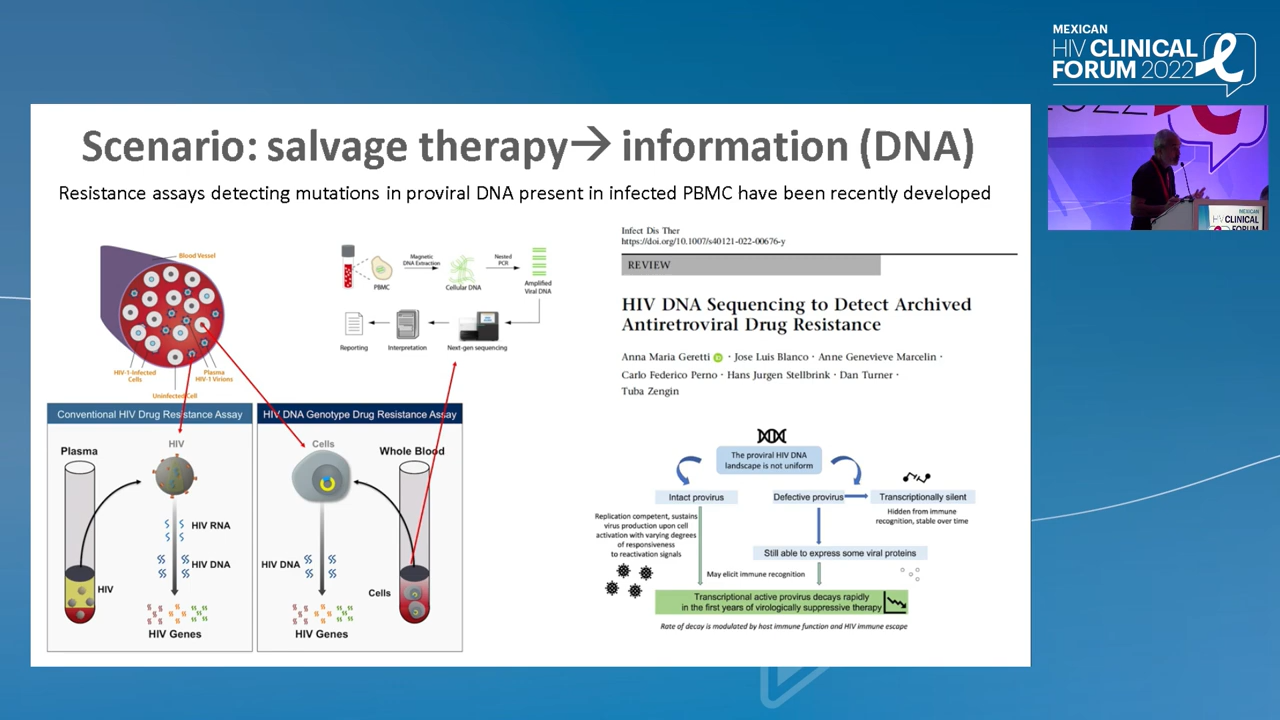 MEXICAN
HIV CLINICAL
FORUM 2022
Scenario: salvage therapy→ information (DNA)
Resistance assays detecting mutations in proviral DNA present in infected PBMC have been recently developed
Blood Vessel
HIV-1-Infected
Cells
Plasma
HIV-1 Virions
Uninfected Cell
PBMC
Magnetic
DNA Extraction
Cellular DNA
Nested
PCR
Amplified
Viral DNA
Reporting
Interpretation
Next-gen sequencing
Conventional HIV Drug Resistance Assay
Plasma
HIV
HIV RNA
HIV DNA
HIV
HIV Genes
HIV DNA Genotype Drug Resistance Assay
Cells
Whole Blood
HIV DNA
Cells
HIV Genes
Infect Dis Ther
https://doi.org/10.1007/s40121-022-00676-y
REVIEW
HIV DNA Sequencing to Detect Archived
Antiretroviral Drug Resistance
Anna Maria Geretti · Jose Luis Blanco · Anne Genevieve Marcelin ·
Carlo Federico Perno · Hans Jurgen Stellbrink · Dan Turner ·
Tuba Zengin
The proviral HIV DNA
landscape is not uniform
Intact provirus
Defective provirus
Transcriptionally silent
Replication competent, sustains
virus production upon cell
activation with varying degrees
of responsiveness
to reactivation signals
Hidden from immune
recognition, stable over time
Still able to express some viral proteins
May elicit immune recognition
Transcriptional active provirus decays rapidly
in the first years of virologically suppressive therapy
Rate of decay is modulated by host immune function and HIV immune escape
2022
MEXICAN
HIV CLINICAL
FORUM